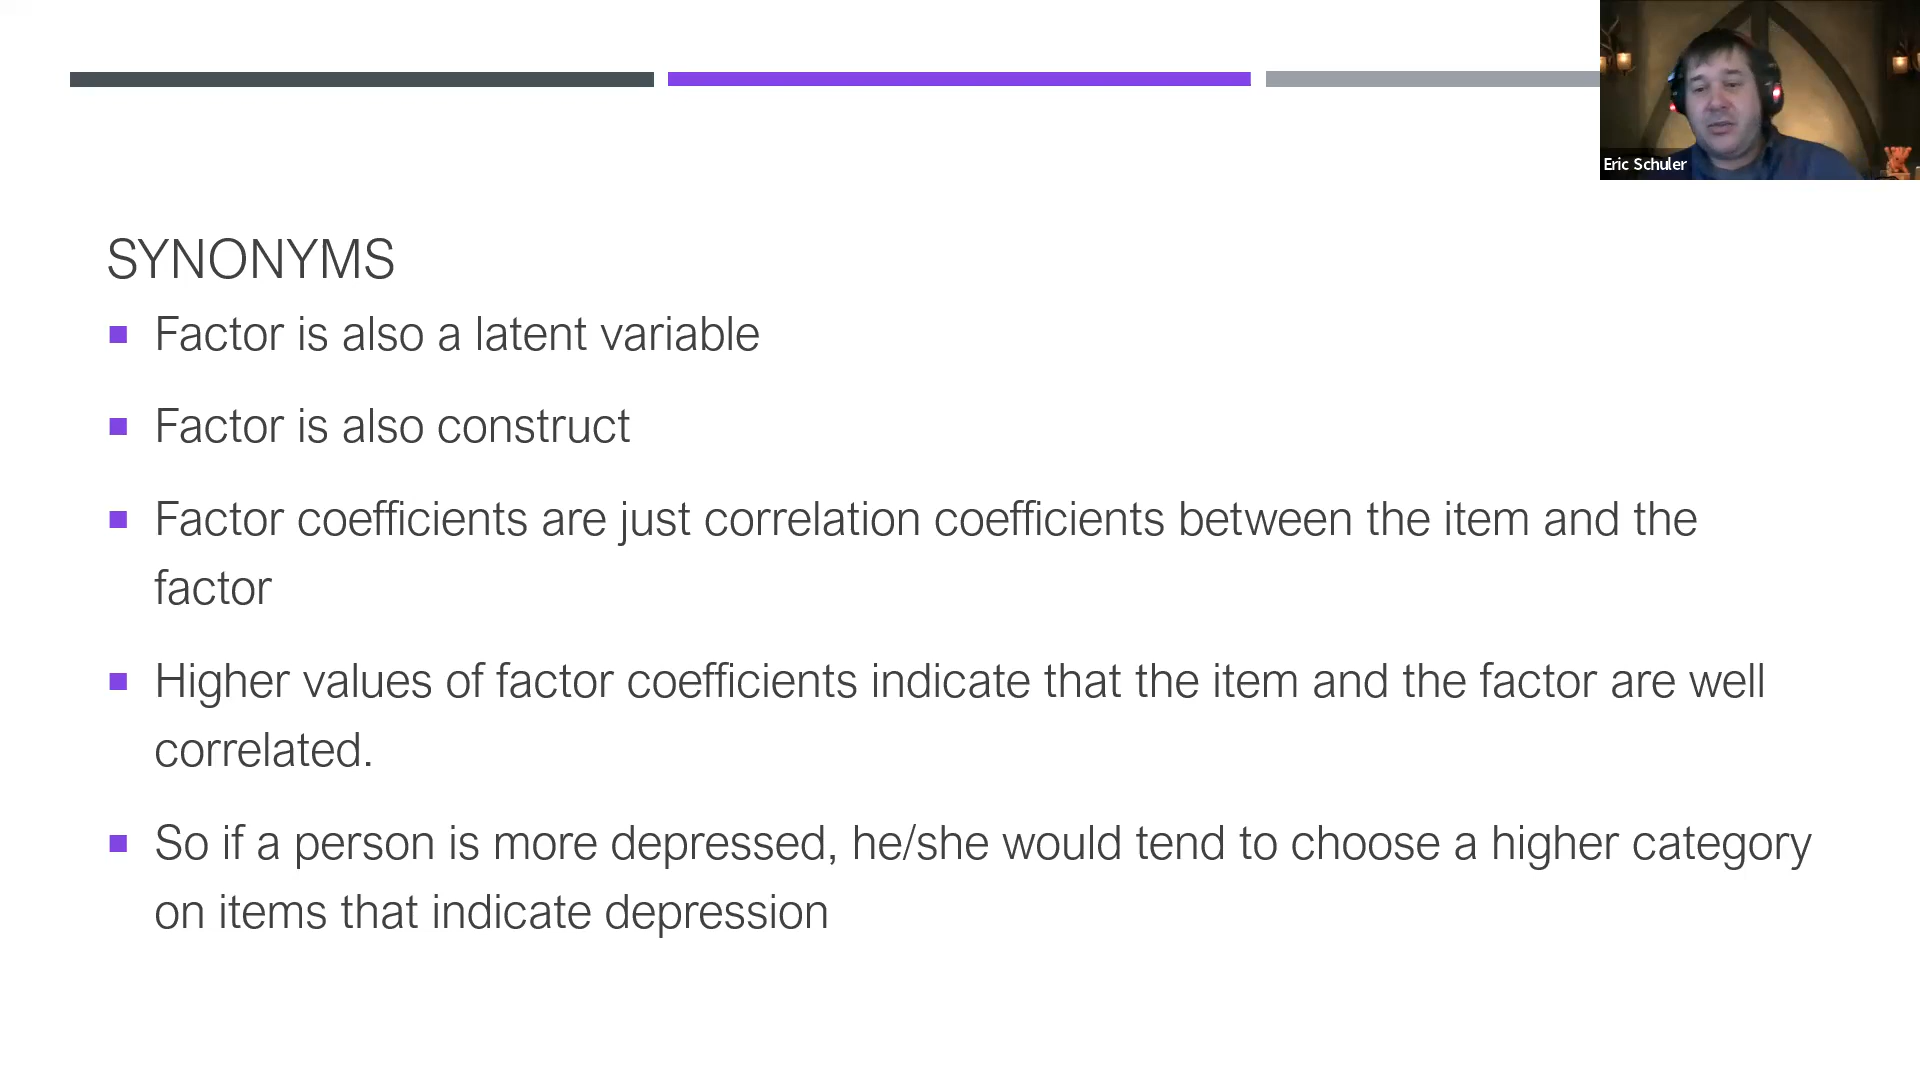 Eric Schuler
SYNONYMS
Factor is also a latent variable
Factor is also construct
Factor coefficients are just correlation coefficients between the item and the
factor
Higher values of factor coefficients indicate that the item and the factor are well
correlated.
So if a person is more depressed, he/she would tend to choose a higher category
on items that indicate depression